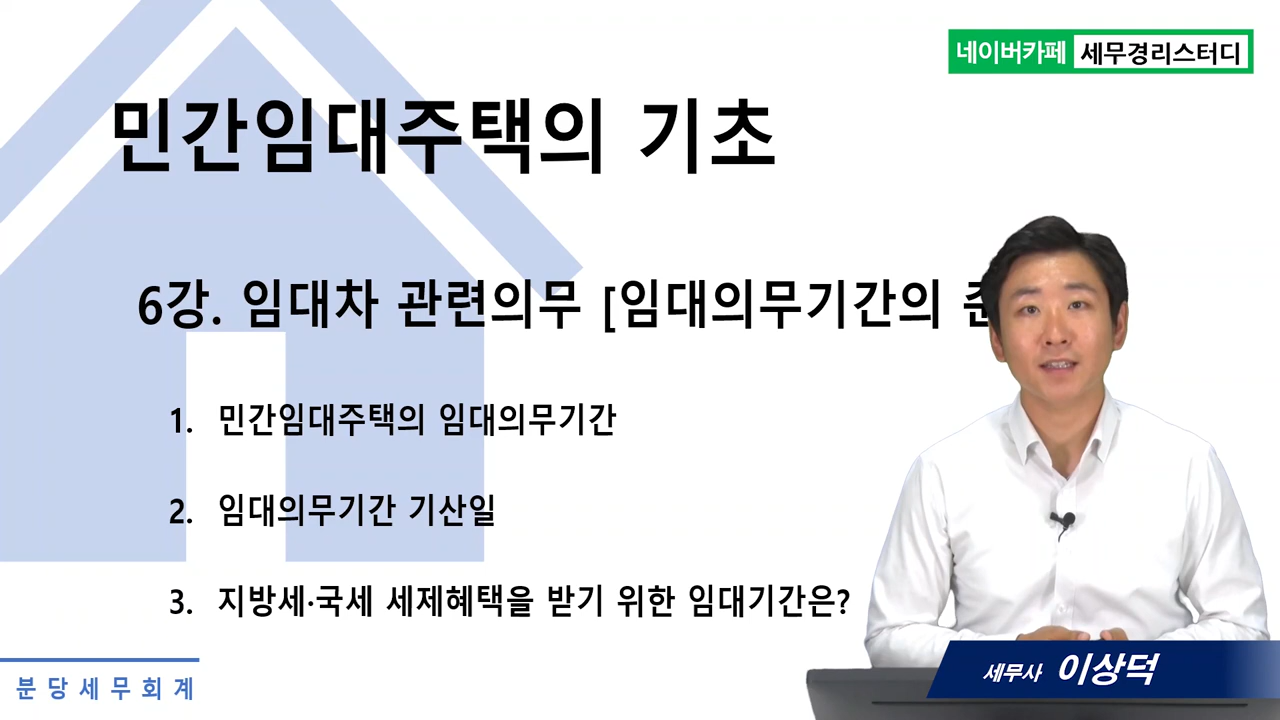 네이버카페 세무경리스터디
민간임대주택의 기초
6강. 임대차 관련의무 [임대의무기간의
1. 민간임대주택의 임대의무기간
2. 임대의무기간 기산일
3. 지방세·국세 세제혜택을 받기 위한 임대기간은?
세무사 이상덕
분당세무회계